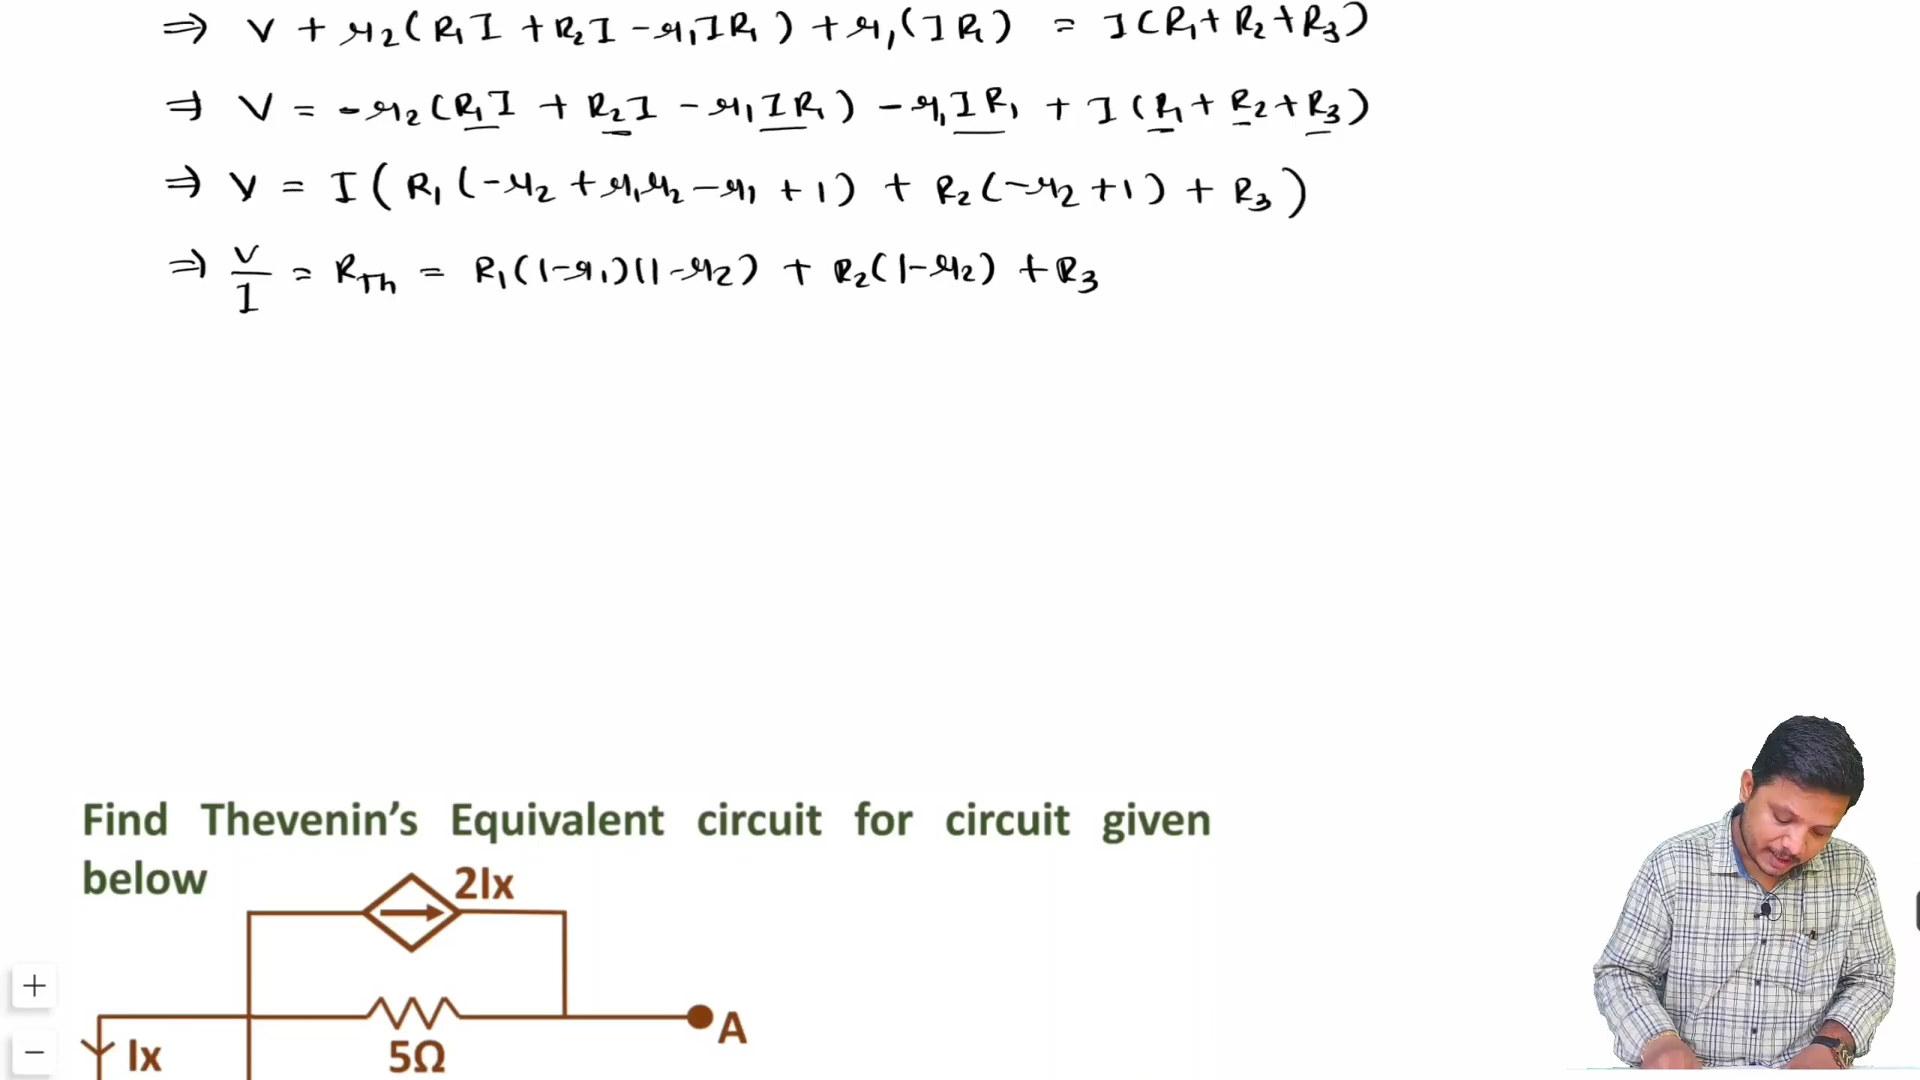 ⇒ V + r₂(R₁I + R₂I - r₁IR₁) + r₁(IR₁) = I(R₁ + R₂ + R₃)
⇒ V = -r₂(R₁I + R₂I - r₁IR₁) - r₁IR₁ + I(R₁ + R₂ + R₃)
⇒ V = I(R₁(-r₂ + r₁r₂ - r₁ + 1) + R₂(-r₂ + 1) + R₃)
⇒ V/I = RTh = R₁(1-r₁)(1-r₂) + R₂(1-r₂) + R₃
Find Thevenin’s Equivalent circuit for circuit given
below
2Ix
A
Ix
5Ω
+
−